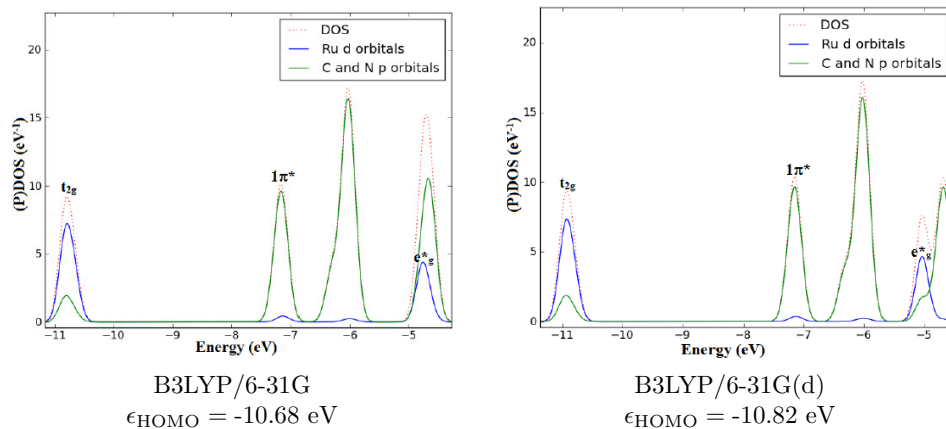 DOS
Ru d orbitals
C and N p orbitals
20
15
10
5
0
(P)DOS (eV⁻¹)
t₂g
1π*
e*g
−11
−10
−9
−8
−7
−6
−5
Energy (eV)
B3LYP/6-31G
ϵHOMO = -10.68 eV
DOS
Ru d orbitals
C and N p orbitals
20
15
10
5
0
(P)DOS (eV⁻¹)
t₂g
1π*
e*g
−11
−10
−9
−8
−7
−6
−5
Energy (eV)
B3LYP/6-31G(d)
ϵHOMO = -10.82 eV